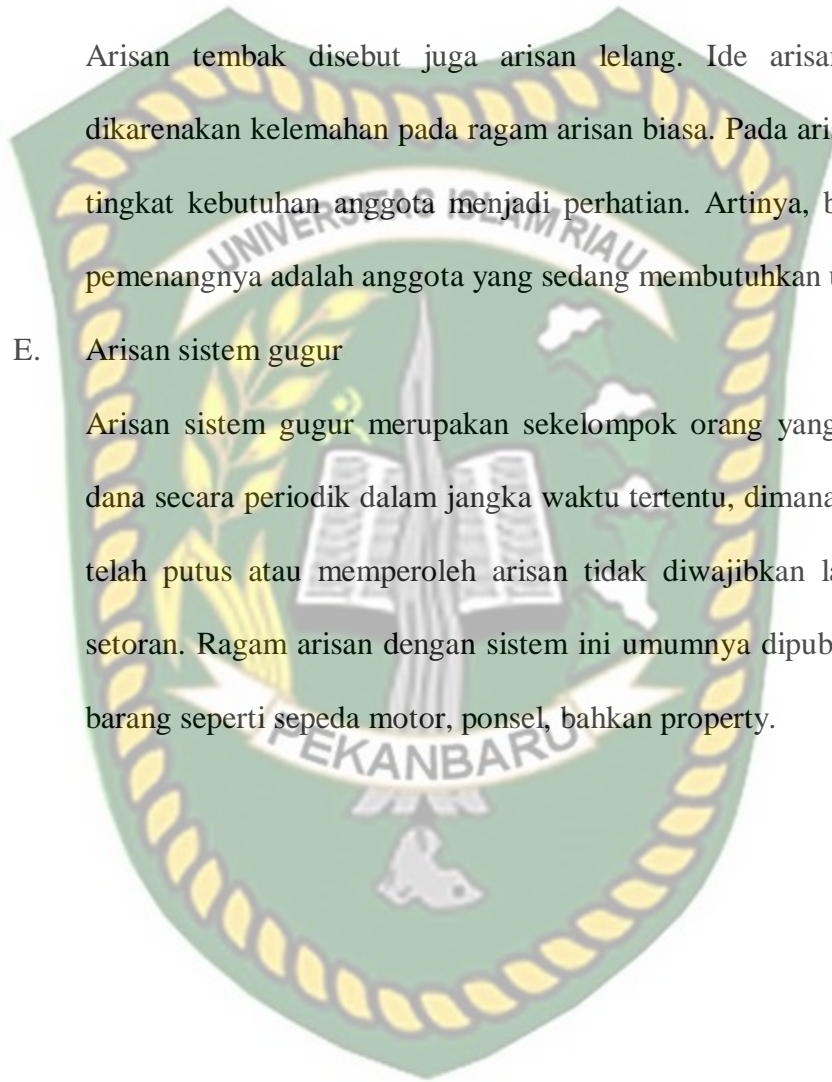 Arisan tembak disebut juga arisan lelang. Ide
dikarenakan kelemahan pada ragam arisan biasa. Pada
tingkat kebutuhan anggota menjadi perhatian. Artinya,
UNIVERSITAS ISLAM RIAU
pemenangnya adalah anggota yang sedang membutuhkan
E. Arisan sistem gugur
Arisan sistem gugur merupakan sekelompok orang yang
dana secara periodik dalam jangka waktu tertentu, dimana
telah putus atau memperoleh arisan tidak diwajibkan
setoran. Ragam arisan dengan sistem ini umumnya
barang seperti sepeda motor, ponsel, bahkan property.
PEKANBARU